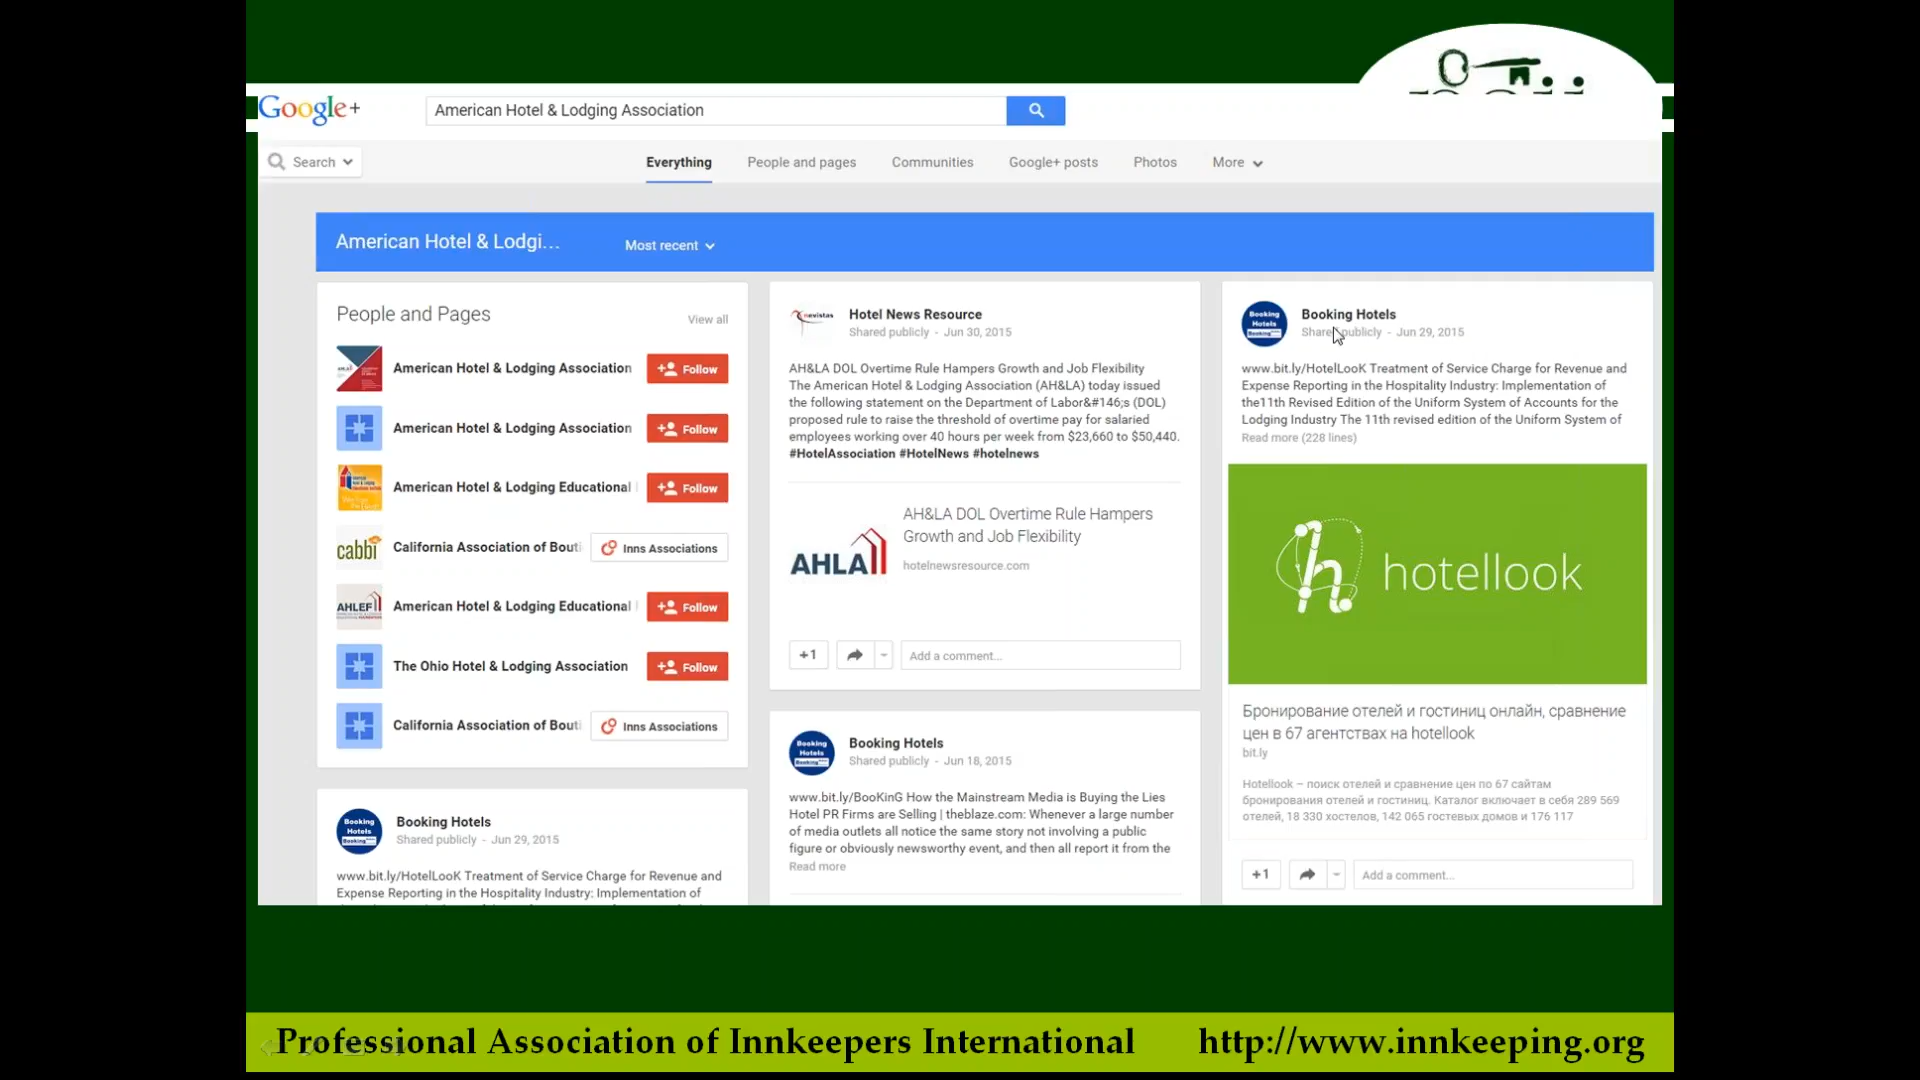 Google+
American Hotel & Lodging Association
Search
Everything
People and pages
Communities
Google+ posts
Photos
More
American Hotel & Lodgi...
Most recent
People and Pages
View all
American Hotel & Lodging Association
Follow
American Hotel & Lodging Association
Follow
American Hotel & Lodging Educational
Follow
cabbi
California Association of Bouti
Inns Associations
AHLEF
American Hotel & Lodging Educational
Follow
The Ohio Hotel & Lodging Association
Follow
California Association of Bouti
Inns Associations
Booking
Hotels
Booking Hotels
Shared publicly - Jun 29, 2015
www.bit.ly/HotelLooK Treatment of Service Charge for Revenue and
Expense Reporting in the Hospitality Industry: Implementation of
nevistas
Hotel News Resource
Shared publicly - Jun 30, 2015
AH&LA DOL Overtime Rule Hampers Growth and Job Flexibility
The American Hotel & Lodging Association (AH&LA) today issued
the following statement on the Department of Labor&#146;s (DOL)
proposed rule to raise the threshold of overtime pay for salaried
employees working over 40 hours per week from $23,660 to $50,440.
#HotelAssociation #HotelNews #hotelnews
AHLA
AH&LA DOL Overtime Rule Hampers
Growth and Job Flexibility
hotelnewsresource.com
+1
Add a comment...
Booking
Hotels
Booking Hotels
Shared publicly - Jun 18, 2015
www.bit.ly/BooKinG How the Mainstream Media is Buying the Lies
Hotel PR Firms are Selling | theblaze.com: Whenever a large number
of media outlets all notice the same story not involving a public
figure or obviously newsworthy event, and then all report it from the
Read more
Booking
Hotels
Booking Hotels
Shared publicly - Jun 29, 2015
www.bit.ly/HotelLooK Treatment of Service Charge for Revenue and
Expense Reporting in the Hospitality Industry: Implementation of
the11th Revised Edition of the Uniform System of Accounts for the
Lodging Industry The 11th revised edition of the Uniform System of
Read more (228 lines)
hotellook
Бронирование отелей и гостиниц онлайн, сравнение
цен в 67 агентствах на hotellook
bit.ly
Hotellook – поиск отелей и сравнение цен по 67 сайтам
бронирования отелей и гостиниц. Каталог включает в себя 289 569
отелей, 18 330 хостелов, 142 065 гостевых домов и 176 117
+1
Add a comment...
Professional Association of Innkeepers International
http://www.innkeeping.org